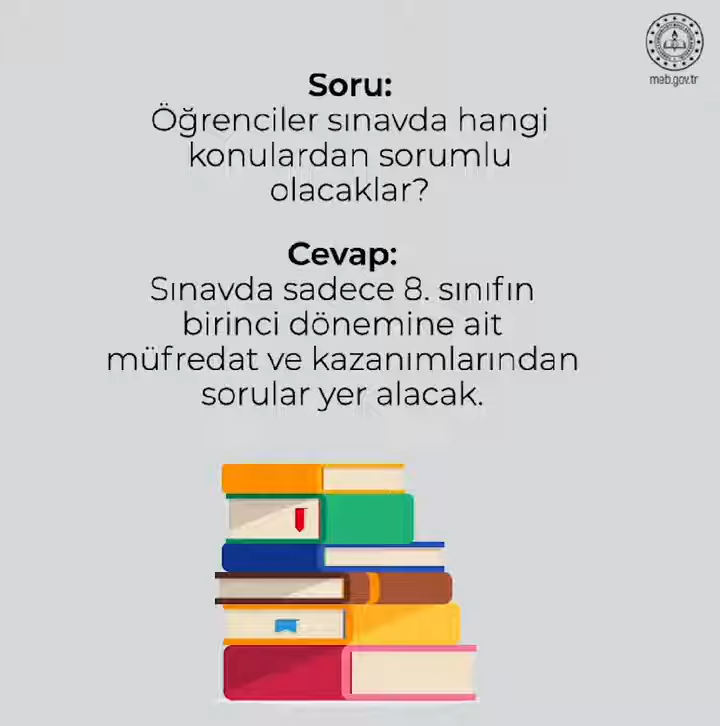 meb.gov.tr
Soru:
Öğrenciler sınavda hangi
konulardan sorumlu
olacaklar?
Cevap:
Sınavda sadece 8. sınıfın
birinci dönemine ait
müfredat ve kazanımlarından
sorular yer alacak.